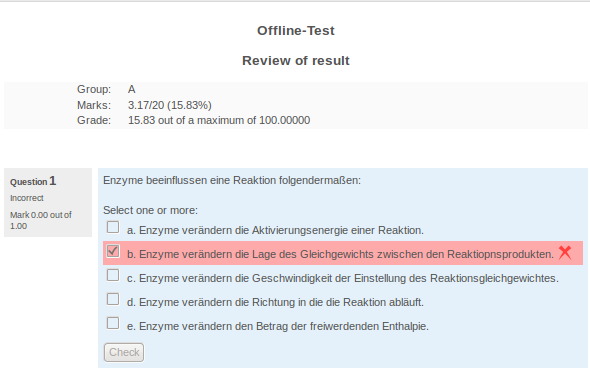 Offline-Test
Review of result
Group: A
Marks: 3.17/20 (15.83%)
Grade: 15.83 out of a maximum of 100.00000
Question 1
Incorrect
Mark 0.00 out of
1.00
Enzyme beeinflussen eine Reaktion folgendermaßen:
Select one or more:
a. Enzyme verändern die Aktivierungsenergie einer Reaktion.
b. Enzyme verändern die Lage des Gleichgewichts zwischen den Reaktiopnsprodukten.
c. Enzyme verändern die Geschwindigkeit der Einstellung des Reaktionsgleichgewichtes.
d. Enzyme verändern die Richtung in die die Reaktion abläuft.
e. Enzyme verändern den Betrag der freiwerdenden Enthalpie.
Check